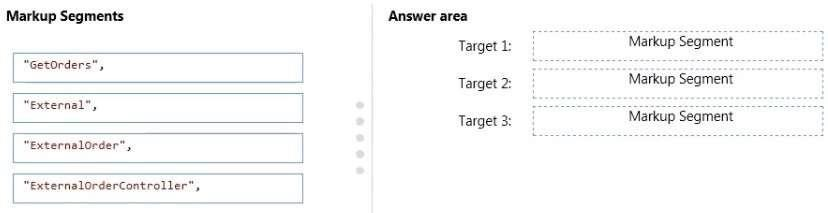 Markup Segments
"GetOrders",
"External",
"ExternalOrder",
"ExternalOrderController",
Answer area
Target 1: Markup Segment
Target 2: Markup Segment
Target 3: Markup Segment